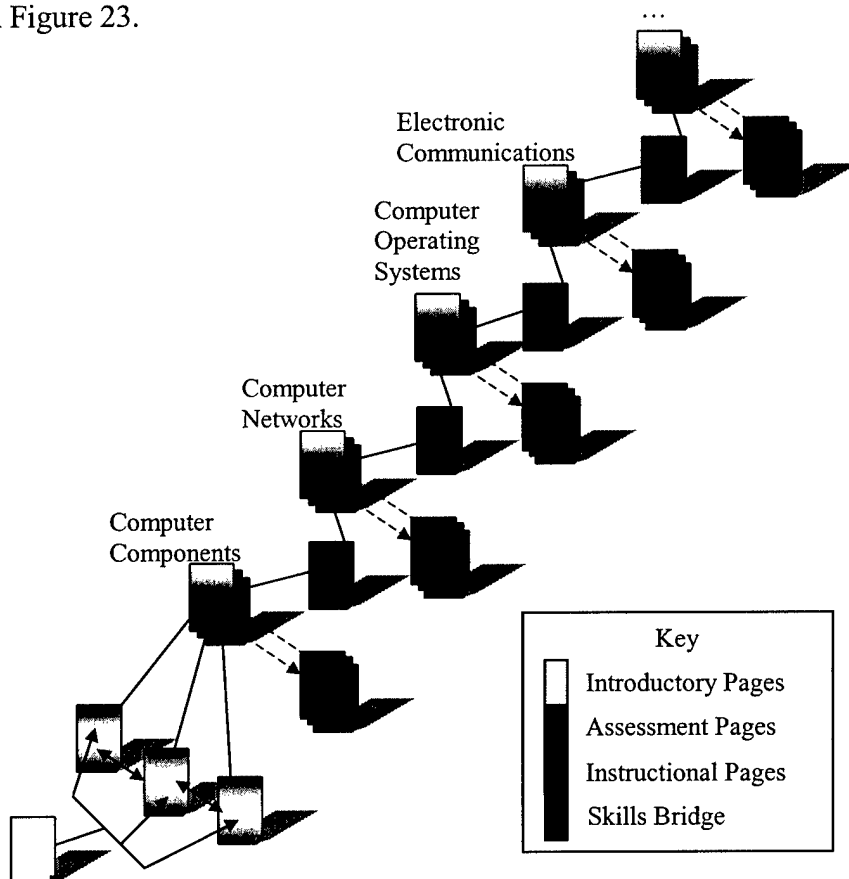 Figure 23.
...
Electronic
Communications
Computer
Operating
Systems
Computer
Networks
Computer
Components
Key
Introductory Pages
Assessment Pages
Instructional Pages
Skills Bridge